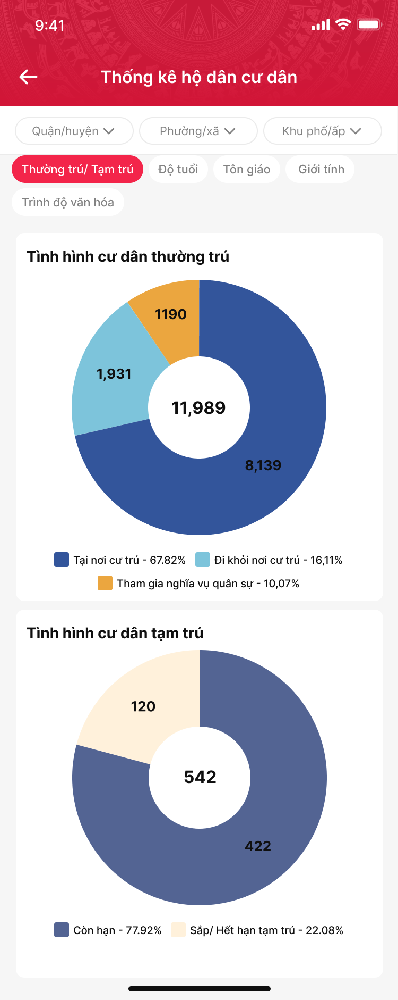 9:41
Thống kê hộ dân cư dân
Quận/huyện Phường/xã Khu phố/ấp
Thường trú/ Tạm trú Độ tuổi Tôn giáo Giới tính
Trình độ văn hóa
Tình hình cư dân thường trú
1190
1,931
11,989
8,139
Tại nơi cư trú - 67.82% Đi khỏi nơi cư trú - 16,11%
Tham gia nghĩa vụ quân sự - 10,07%
Tình hình cư dân tạm trú
120
542
422
Còn hạn - 77.92% Sắp/ Hết hạn tạm trú - 22.08%